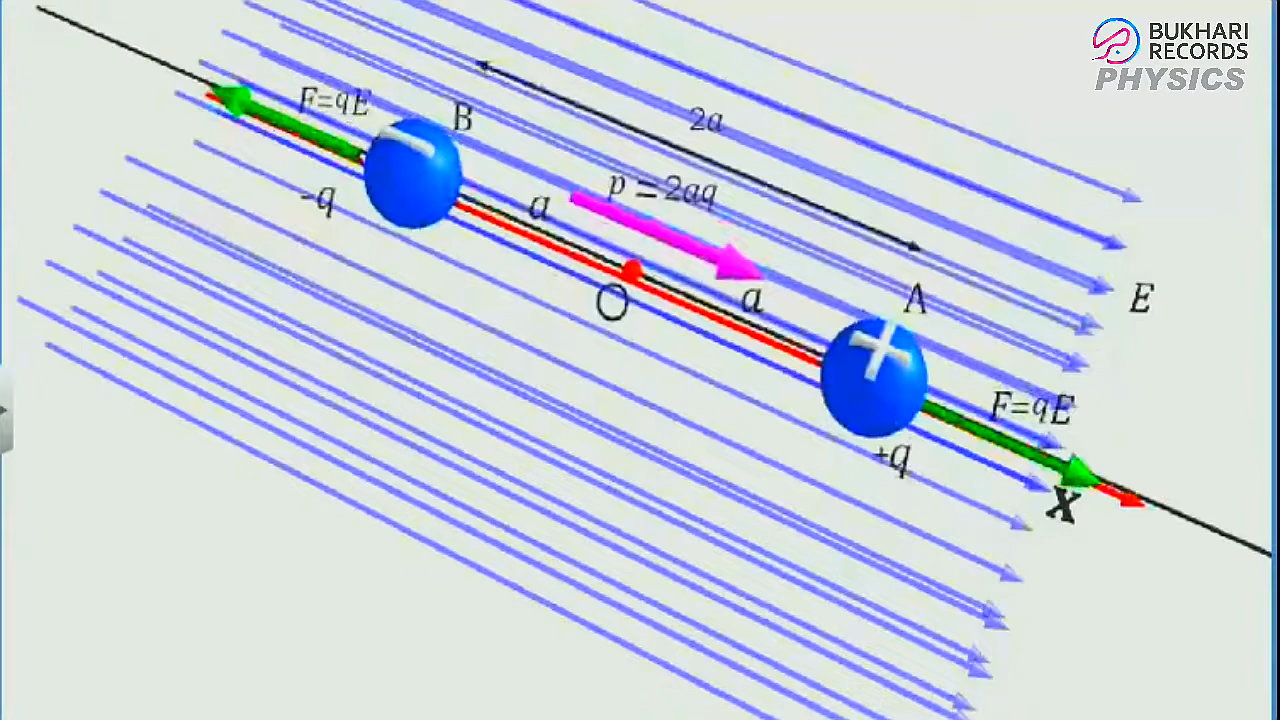 BUKHARI
RECORDS
PHYSICS
F=qE
B
2a
-q
a
p = 2aq
O
a
A
E
F=qE
+q
X